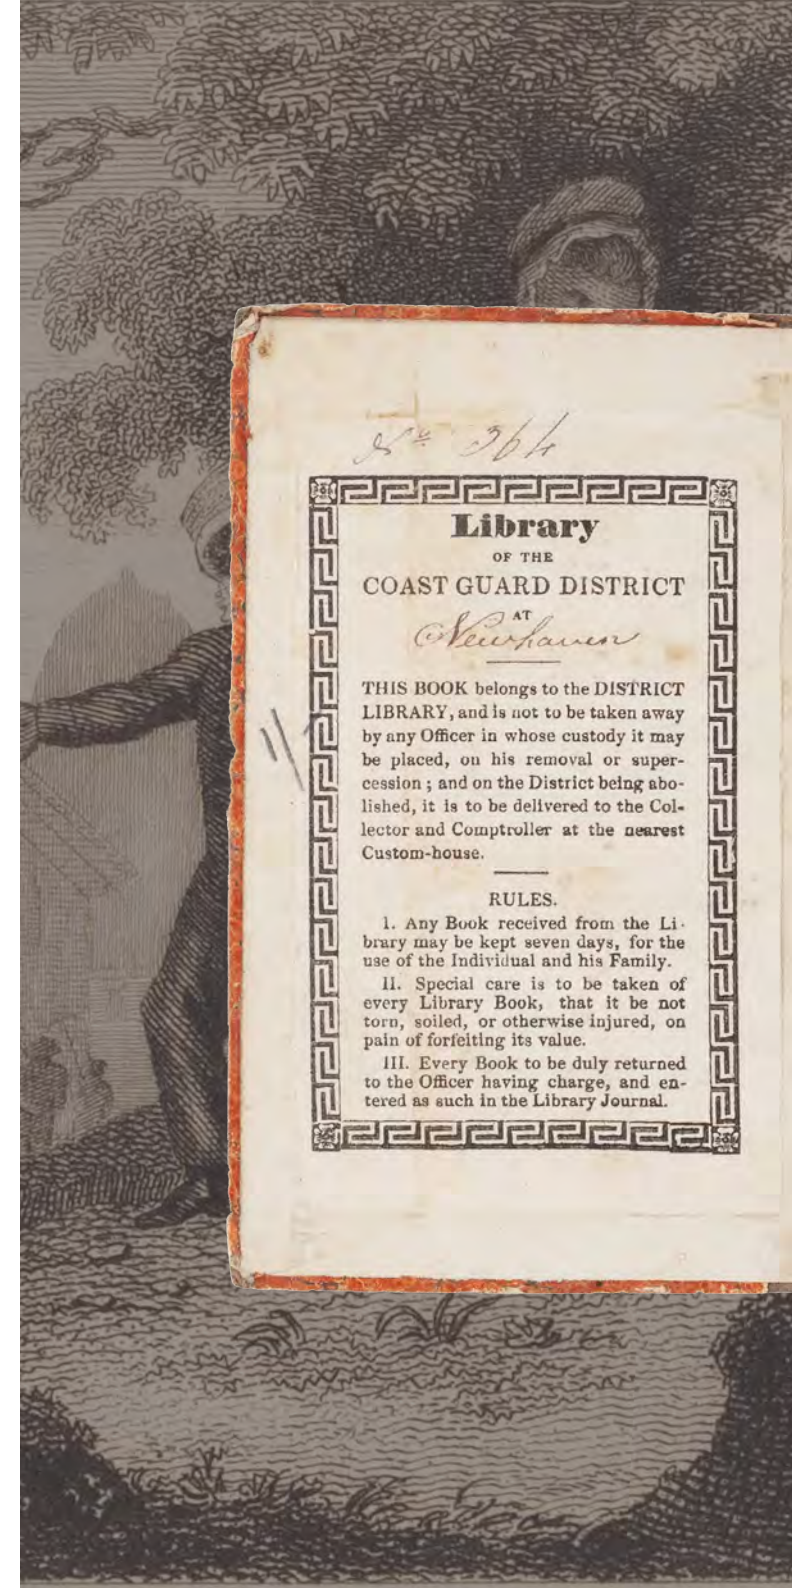 No. 364
Library
OF THE
COAST GUARD DISTRICT
AT
Newhaven
THIS BOOK belongs to the DISTRICT
LIBRARY, and is not to be taken away
by any Officer in whose custody it may
be placed, on his removal or super-
cession ; and on the District being abo-
lished, it is to be delivered to the Col-
lector and Comptroller at the nearest
Custom-house.
RULES.
I. Any Book received from the Li-
brary may be kept seven days, for the
use of the Individual and his Family.
II. Special care is to be taken of
every Library Book, that it be not
torn, soiled, or otherwise injured, on
pain of forfeiting its value.
III. Every Book to be duly returned
to the Officer having charge, and en-
tered as such in the Library Journal.